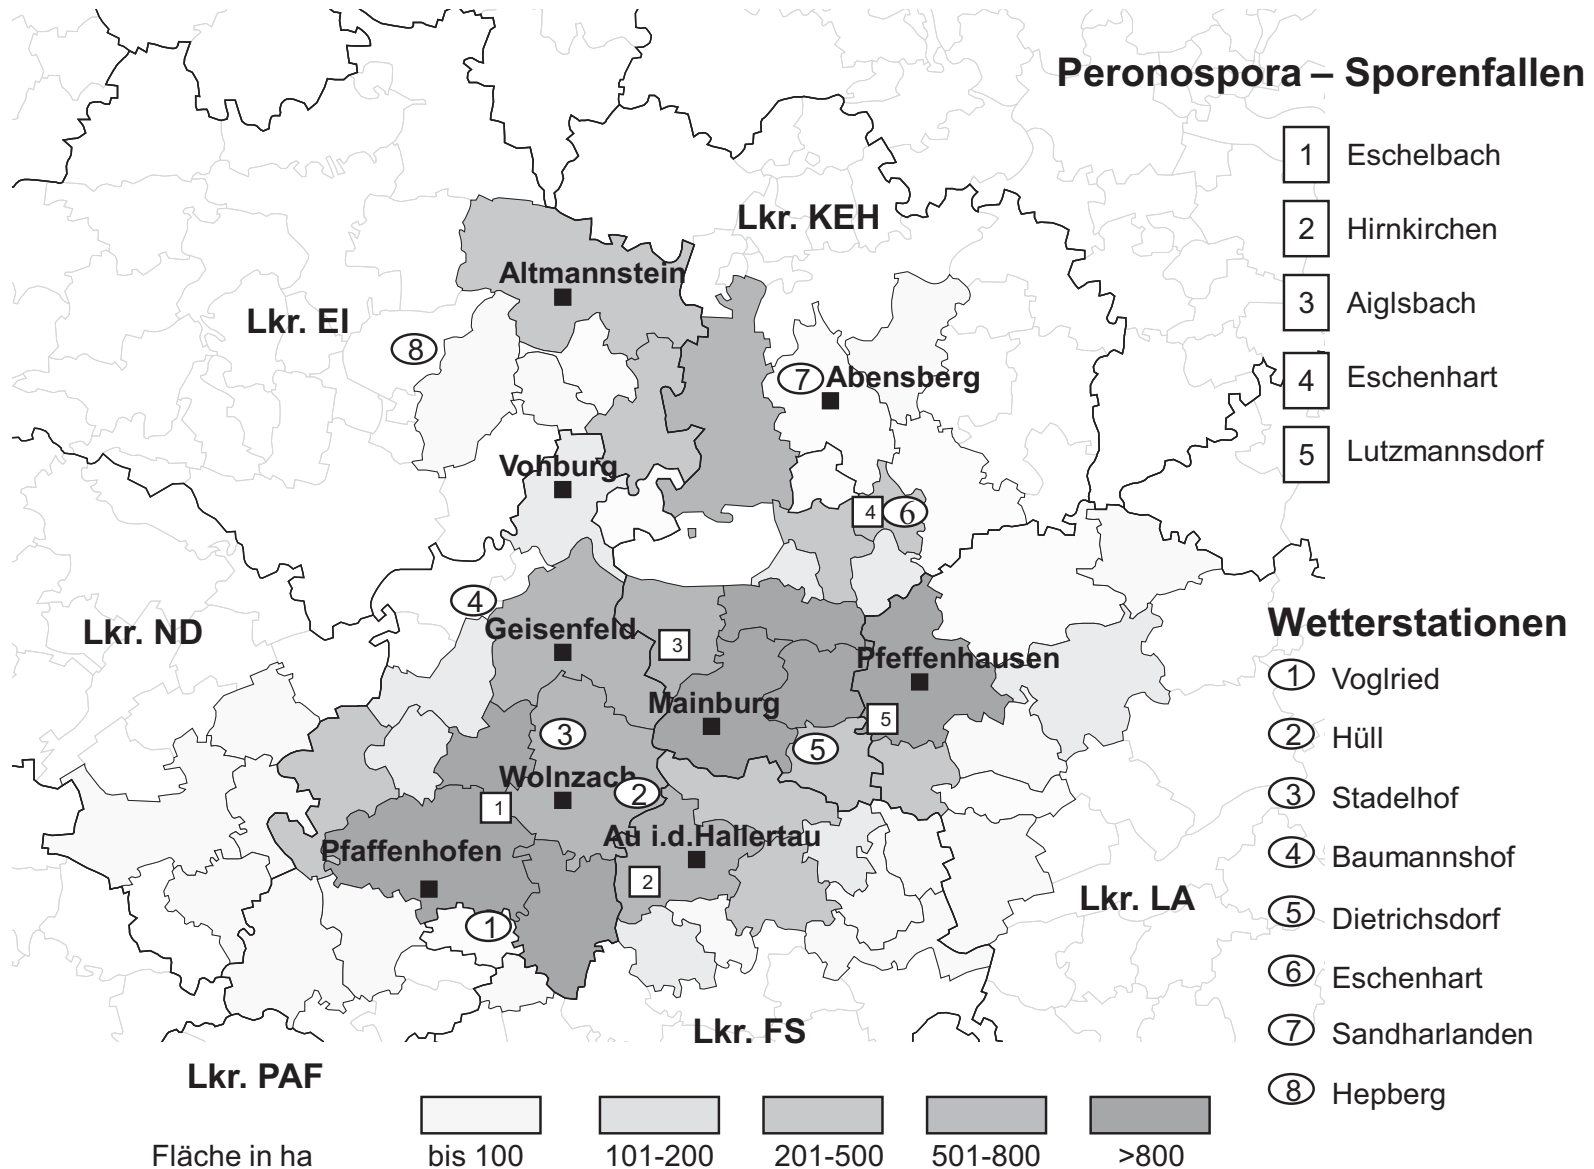 Peronospora – Sporenfallen
1 Eschelbach
2 Hirnkirchen
3 Aiglsbach
4 Eschenhart
5 Lutzmannsdorf
Lkr. KEH
Altmannstein
Lkr. EI
8
7
Abensberg
Vohburg
4
6
4
Lkr. ND
Geisenfeld
3
Pfeffenhausen
Mainburg
5
3
5
Wolnzach
2
1
Au i.d.Hallertau
Pfaffenhofen
2
1
Lkr. LA
Lkr. FS
Lkr. PAF
Wetterstationen
1 Voglried
2 Hüll
3 Stadelhof
4 Baumannshof
5 Dietrichsdorf
6 Eschenhart
7 Sandharlanden
8 Hepberg
Fläche in ha bis 100 101-200 201-500 501-800 >800